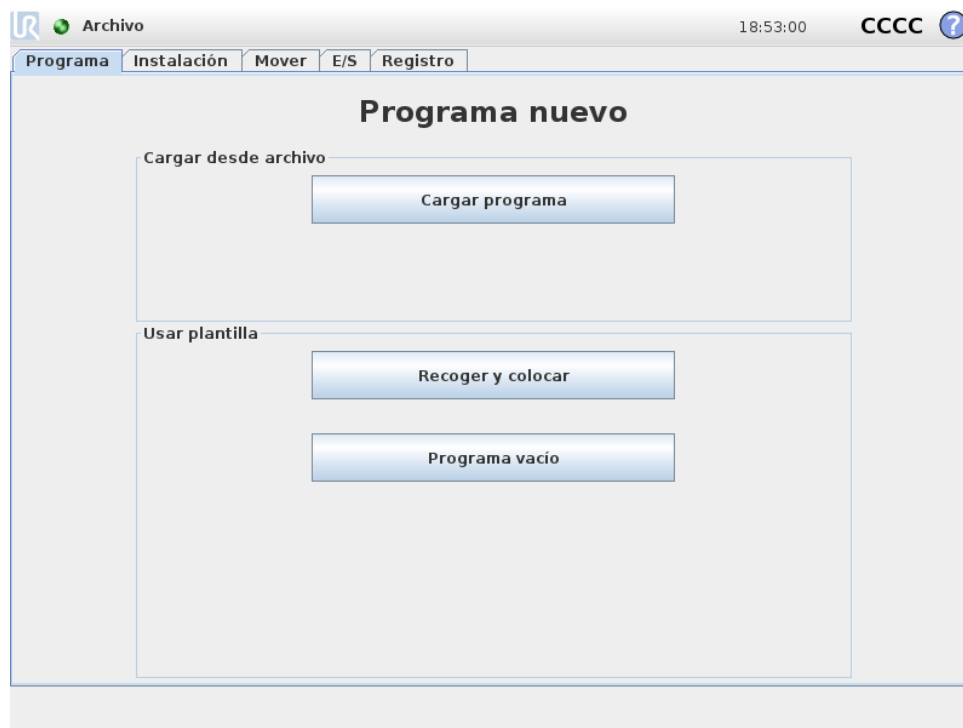 UR Archivo 18:53:00 CCCC ?
Programa Instalación Mover E/S Registro
Programa nuevo
Cargar desde archivo
Cargar programa
Usar plantilla
Recoger y colocar
Programa vacío